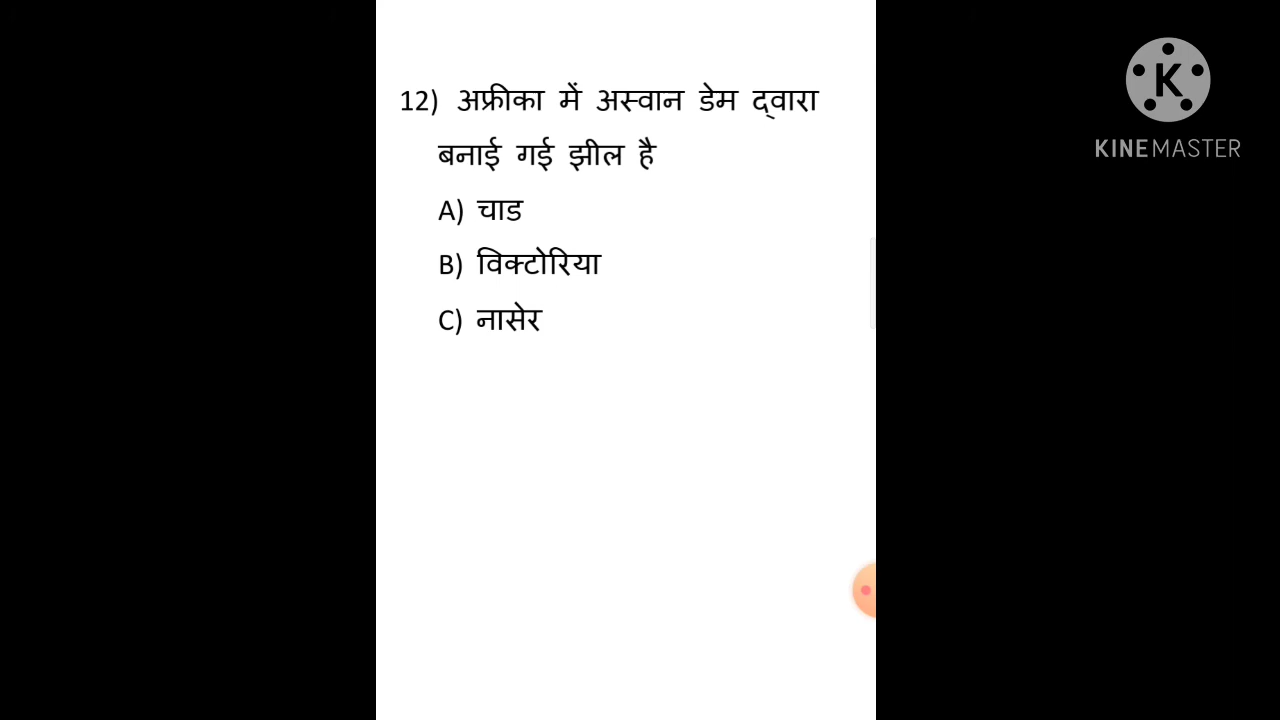 12) अफ्रीका में अस्वान डेम द्वारा
बनाई गई झील है
A) चाड
B) विक्टोरिया
C) नासेर
K
KINEMASTER